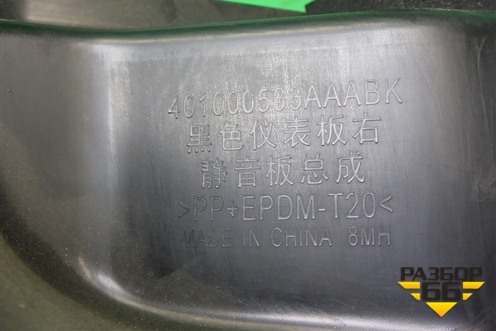 401000583AAABK
黑色仪表板右
静音板总成
>PP+EPDM-T20<
MADE IN CHINA 8MH
РАЗБОР
66